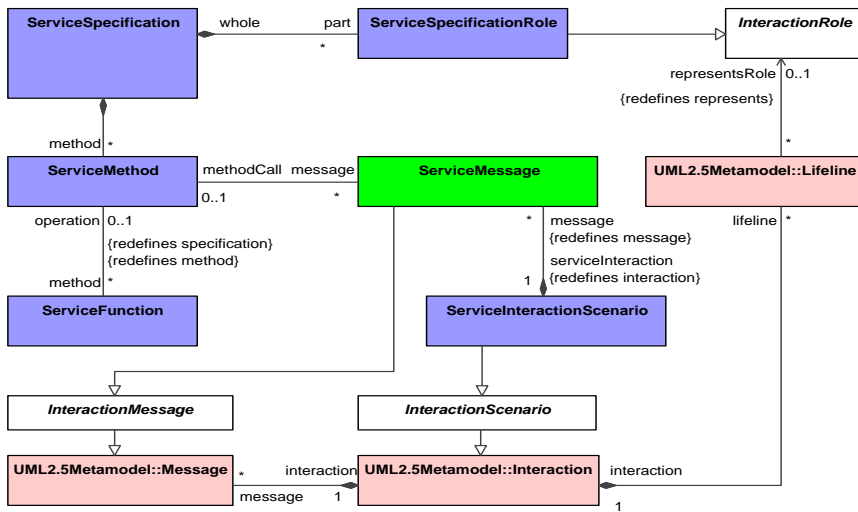 ServiceSpecification
whole
part
*
ServiceSpecificationRole
InteractionRole
representsRole
0..1
{redefines represents}
*
method
*
ServiceMethod
methodCall
message
0..1
*
ServiceMessage
UML2.5Metamodel::Lifeline
operation
0..1
{redefines specification}
{redefines method}
method
*
*
message
{redefines message}
serviceInteraction
{redefines interaction}
1
lifeline
*
ServiceFunction
ServiceInteractionScenario
InteractionMessage
InteractionScenario
UML2.5Metamodel::Message
*
message
interaction
1
UML2.5Metamodel::Interaction
interaction
1